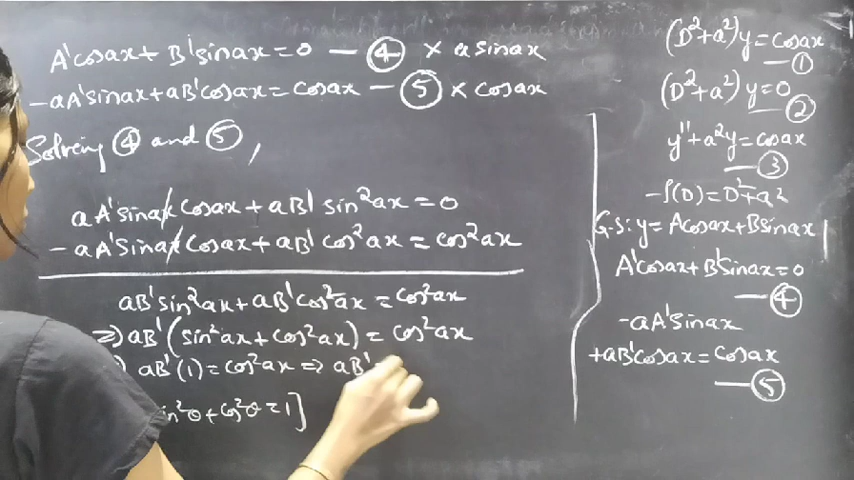 A'cosax + B'sinax = 0 — ④ × a sinax
-aA'sinax + aB'cosax = cosax — ⑤ × cosax
Solving ④ and ⑤,
aA'sinax cosax + aB' sin²ax = 0
-aA'sinax cosax + aB' cos²ax = cos²ax
aB'sin²ax + aB'cos²ax = cos²ax
⇒ aB'(sin²ax + cos²ax) = cos²ax
aB'(1) = cos²ax ⇒ aB'
θ + cos²θ = 1]
(D²+a²)y = cosax
— ①
(D²+a²)y = 0
— ②
y''+a²y = cosax
— ③
f(D) = D²+a²
G.S: y = Acosax + Bsinax
A'cosax + B'sinax = 0
— ④
-aA'sinax
+aB'cosax = cosax
— ⑤